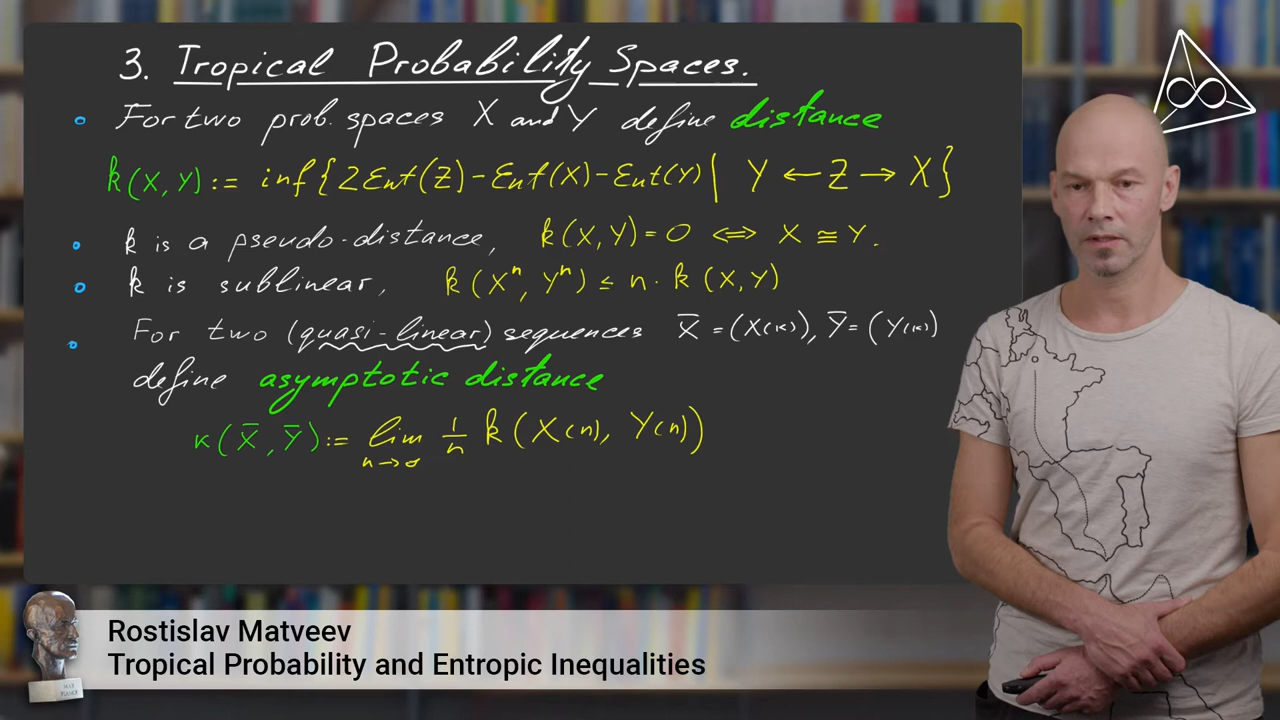 3. Tropical Probability Spaces.
• For two prob. spaces X and Y define distance
k(X,Y) := inf{2Ent(Z)-Ent(X)-Ent(Y)| Y ← Z → X}
• k is a pseudo-distance, k(X,Y)=0 ⇔ X ≅ Y.
• k is sublinear, k(Xⁿ, Yⁿ) ≤ n · k(X,Y)
• For two (quasi-linear) sequences X̄ = (X(n)), Ȳ = (Y(n))
define asymptotic distance
κ(X̄, Ȳ) := lim 1/n k(X(n), Y(n))
n→∞
Rostislav Matveev
Tropical Probability and Entropic Inequalities
MAX
PLANCK